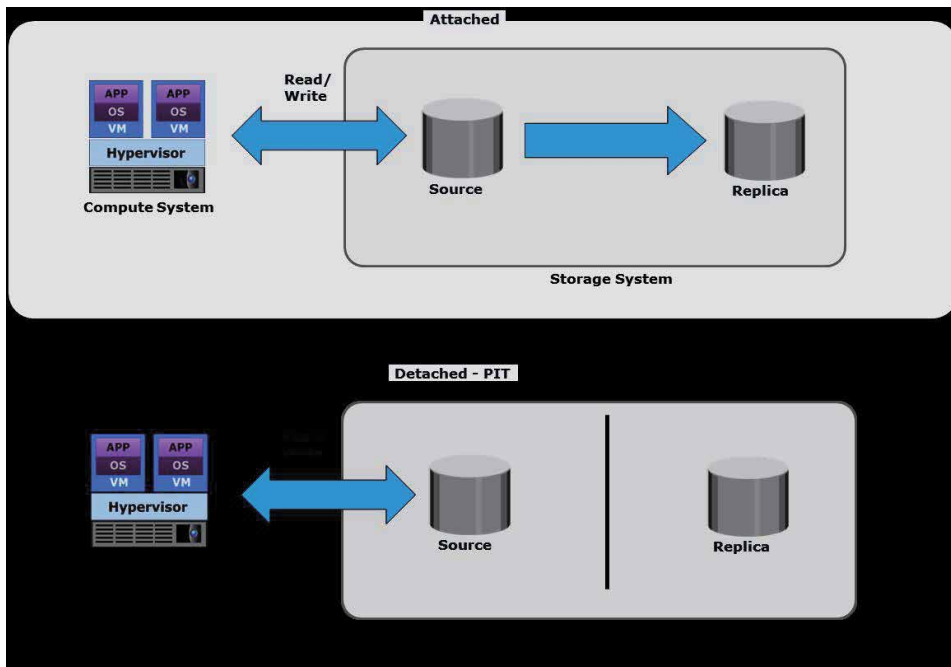 Attached
Read/
Write
APP APP
OS OS
VM VM
Hypervisor
Compute System
Source
Replica
Storage System
Detached - PIT
APP APP
OS OS
VM VM
Hypervisor
Source
Replica